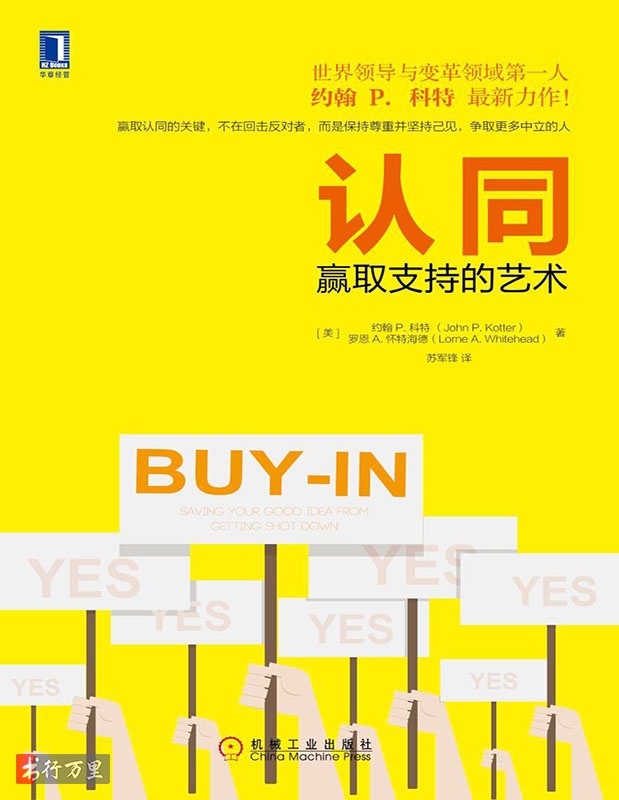 HZ Books
华章经管
世界领导与变革领域第一人
约翰 P. 科特 最新力作！
赢取认同的关键，不在回击反对者，而是保持尊重并坚持己见，争取更多中立的人
认同
赢取支持的艺术
[美] 约翰 P. 科特（John P. Kotter）
罗恩 A. 怀特海德（Lorne A. Whitehead） 著
苏军锋 译
BUY-IN
SAVING YOUR GOOD IDEA FROM
GETTING SHOT DOWN
YES
YES
YES
YES
YES
YES
YES
机械工业出版社
China Machine Press
书行万里